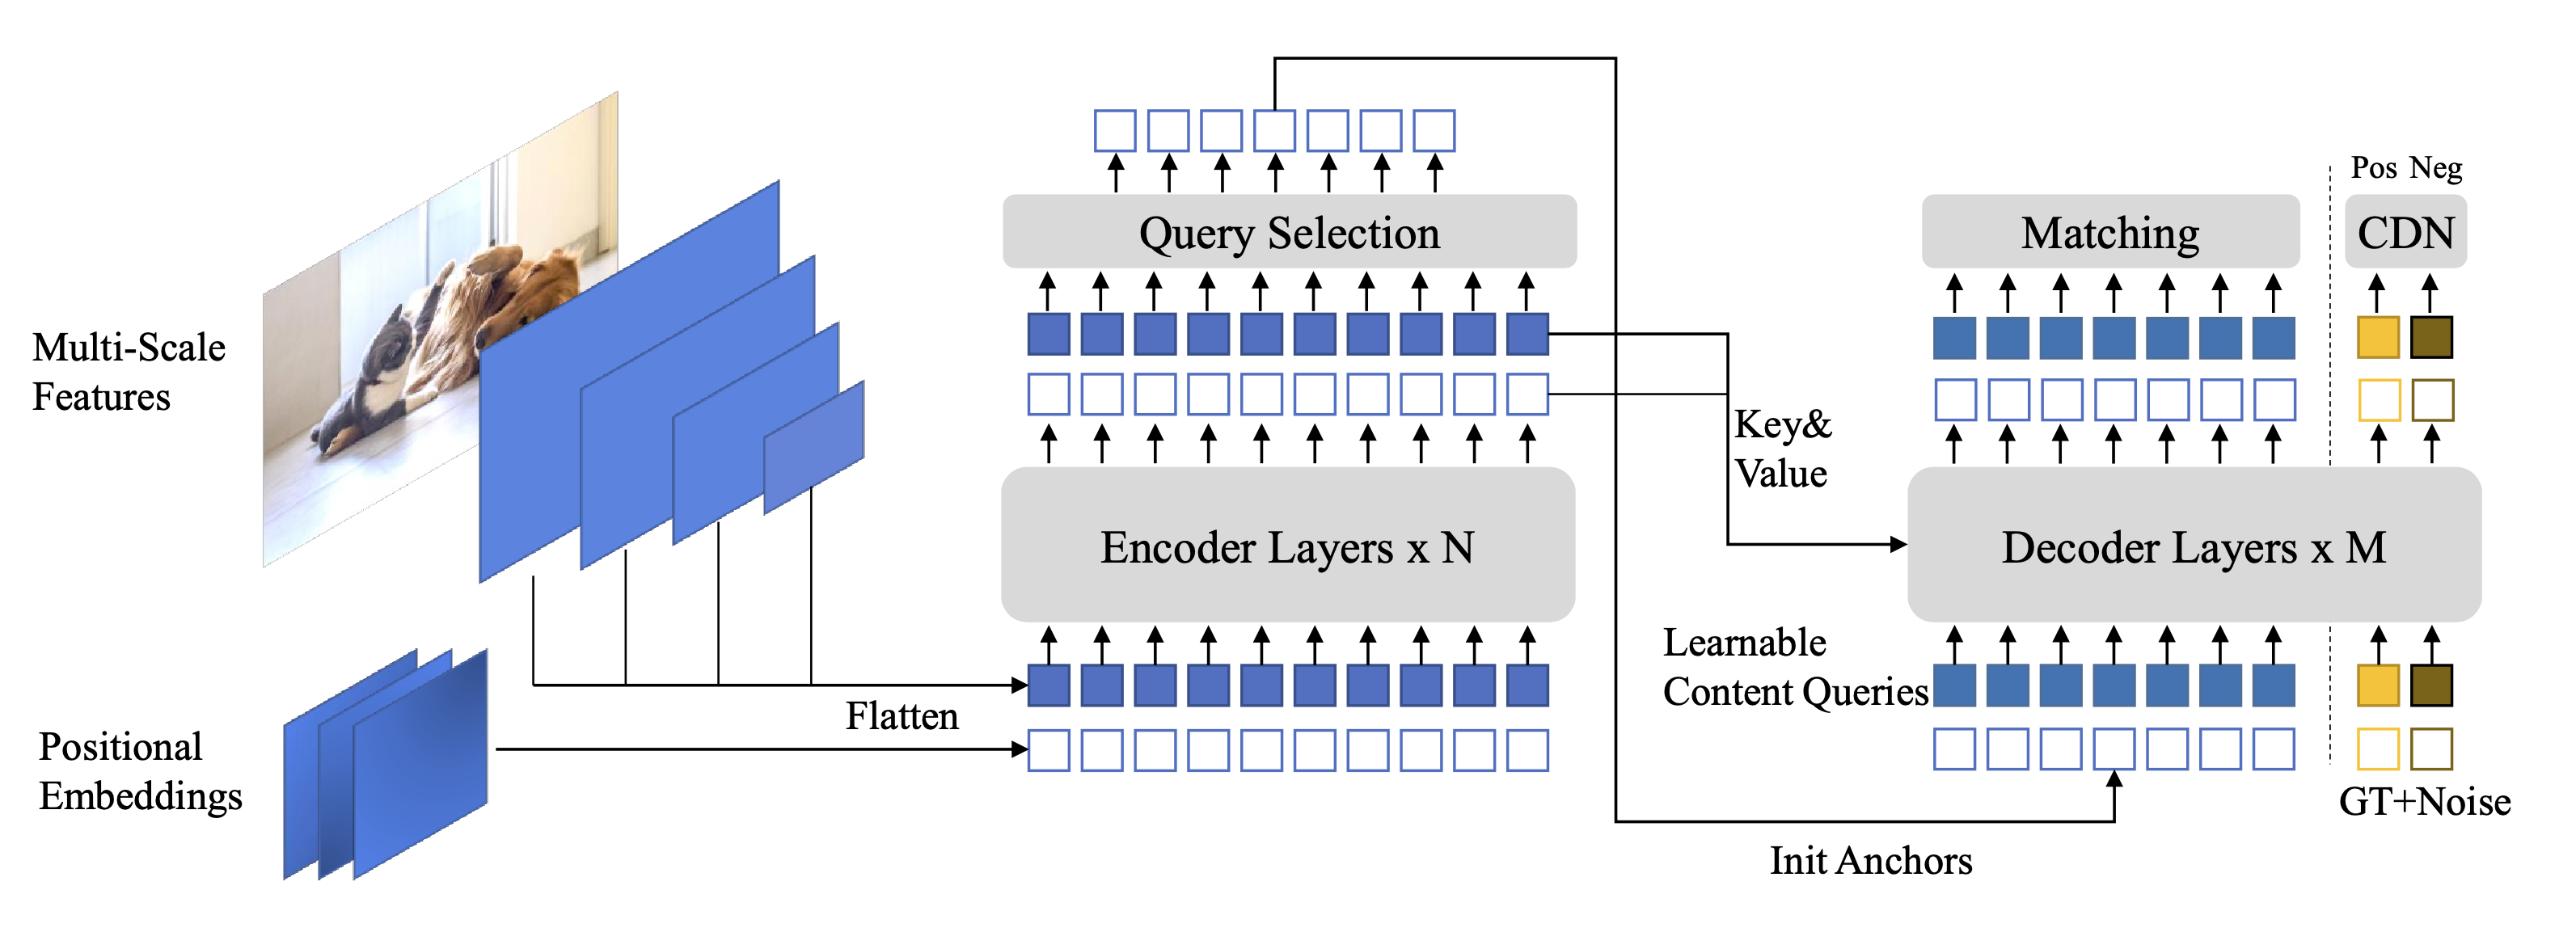 Multi-Scale
Features
Positional
Embeddings
Flatten
Query Selection
Encoder Layers x N
Key&
Value
Learnable
Content Queries
Init Anchors
Pos Neg
Matching
CDN
Decoder Layers x M
GT+Noise